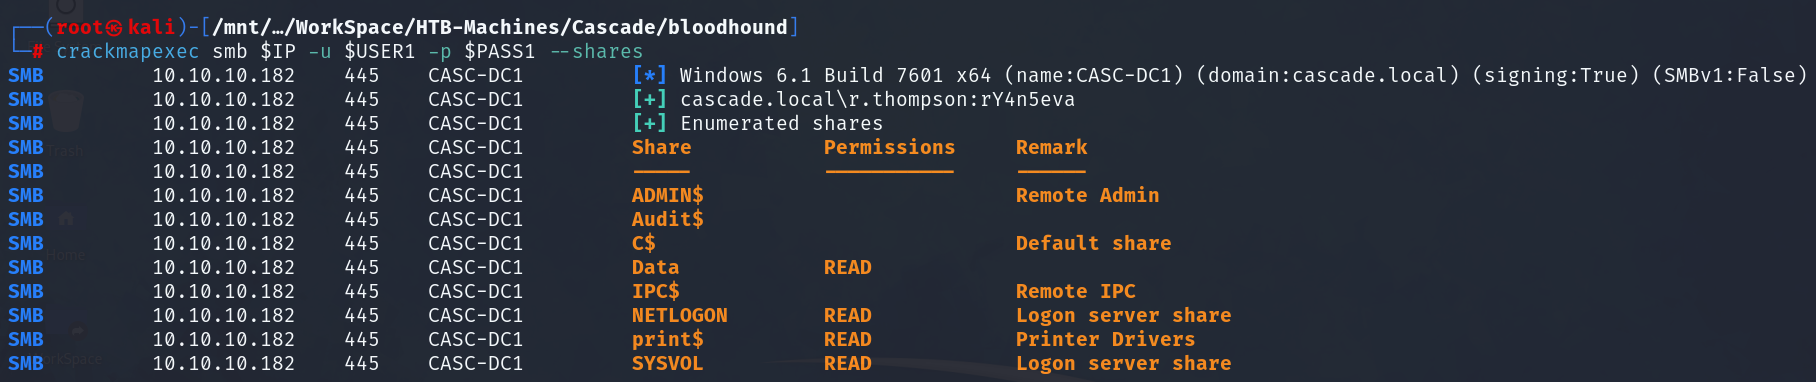 ┌──(root㉿kali)-[/mnt/…/WorkSpace/HTB-Machines/Cascade/bloodhound]
└─# crackmapexec smb $IP -u $USER1 -p $PASS1 --shares
SMB 10.10.10.182 445 CASC-DC1 [*] Windows 6.1 Build 7601 x64 (name:CASC-DC1) (domain:cascade.local) (signing:True) (SMBv1:False)
SMB 10.10.10.182 445 CASC-DC1 [+] cascade.local\r.thompson:rY4n5eva
SMB 10.10.10.182 445 CASC-DC1 [+] Enumerated shares
SMB 10.10.10.182 445 CASC-DC1 Share Permissions Remark
SMB 10.10.10.182 445 CASC-DC1 ----- ----------- ------
SMB 10.10.10.182 445 CASC-DC1 ADMIN$ Remote Admin
SMB 10.10.10.182 445 CASC-DC1 Audit$
SMB 10.10.10.182 445 CASC-DC1 C$ Default share
SMB 10.10.10.182 445 CASC-DC1 Data READ
SMB 10.10.10.182 445 CASC-DC1 IPC$ Remote IPC
SMB 10.10.10.182 445 CASC-DC1 NETLOGON READ Logon server share
SMB 10.10.10.182 445 CASC-DC1 print$ READ Printer Drivers
SMB 10.10.10.182 445 CASC-DC1 SYSVOL READ Logon server share
Trash
Home